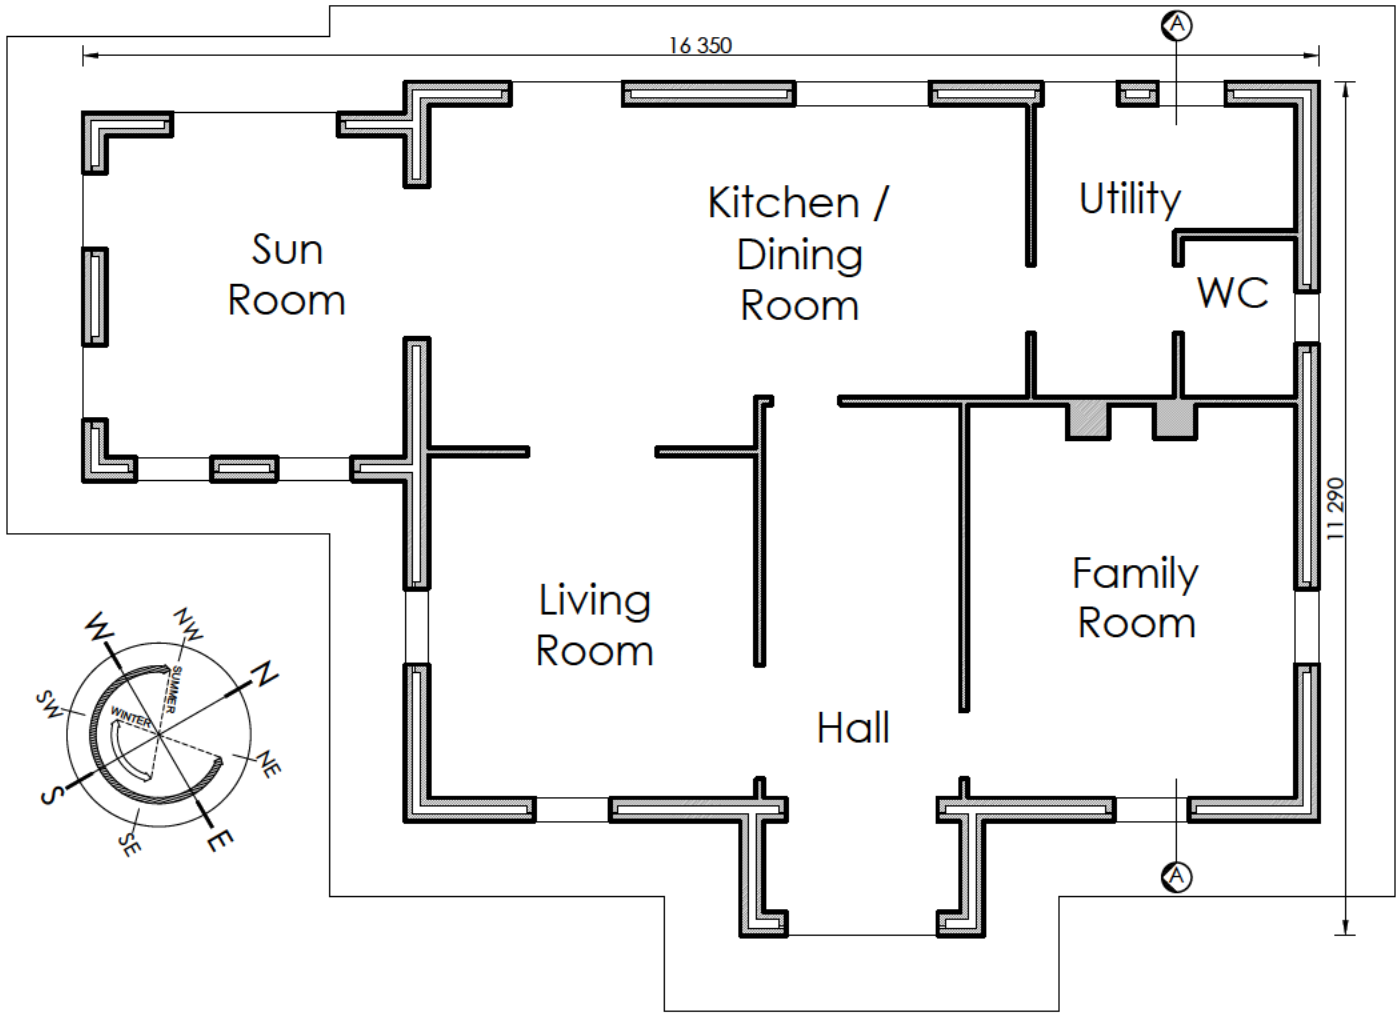 A
16 350
Utility
Kitchen /
Dining
Room
Sun
Room
WC
11 290
Family
Room
Living
Room
Hall
NW
W
N
SUMMER
SW
WINTER
NE
S
SE
E
A